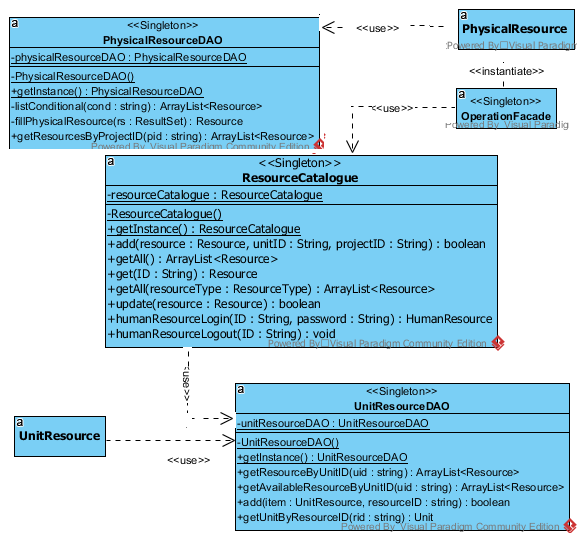 a
<<Singleton>>
PhysicalResourceDAO
-physicalResourceDAO : PhysicalResourceDAO
-PhysicalResourceDAO()
+getInstance() : PhysicalResourceDAO
-listConditional(cond : string) : ArrayList<Resource>
-fillPhysicalResource(rs : ResultSet) : Resource
+getResourcesByProjectID(pid : string) : ArrayList<Resource>
Powered By Visual Paradigm Community Edition
<<use>>
a
PhysicalResource
Powered By Visual Paradigm
<<instantiate>>
a
<<Singleton>>
OperationFacade
Powered By Visual Paradig
<<use>>
a
<<Singleton>>
ResourceCatalogue
-resourceCatalogue : ResourceCatalogue
-ResourceCatalogue()
+getInstance() : ResourceCatalogue
+add(resource : Resource, unitID : String, projectID : String) : boolean
+getAll() : ArrayList<Resource>
+get(ID : String) : Resource
+getAll(resourceType : ResourceType) : ArrayList<Resource>
+update(resource : Resource) : boolean
+humanResourceLogin(ID : String, password : String) : HumanResource
+humanResourceLogout(ID : String) : void
Powered By Visual Paradigm Community Edition
<<use>>
a
UnitResource
<<use>>
a
<<Singleton>>
UnitResourceDAO
-unitResourceDAO : UnitResourceDAO
-UnitResourceDAO()
+getInstance() : UnitResourceDAO
+getResourceByUnitID(uid : string) : ArrayList<Resource>
+getAvailableResourceByUnitID(uid : string) : ArrayList<Resource>
+add(item : UnitResource, resourceID : string) : boolean
+getUnitByResourceID(rid : string) : Unit
Powered By Visual Paradigm Community Edition